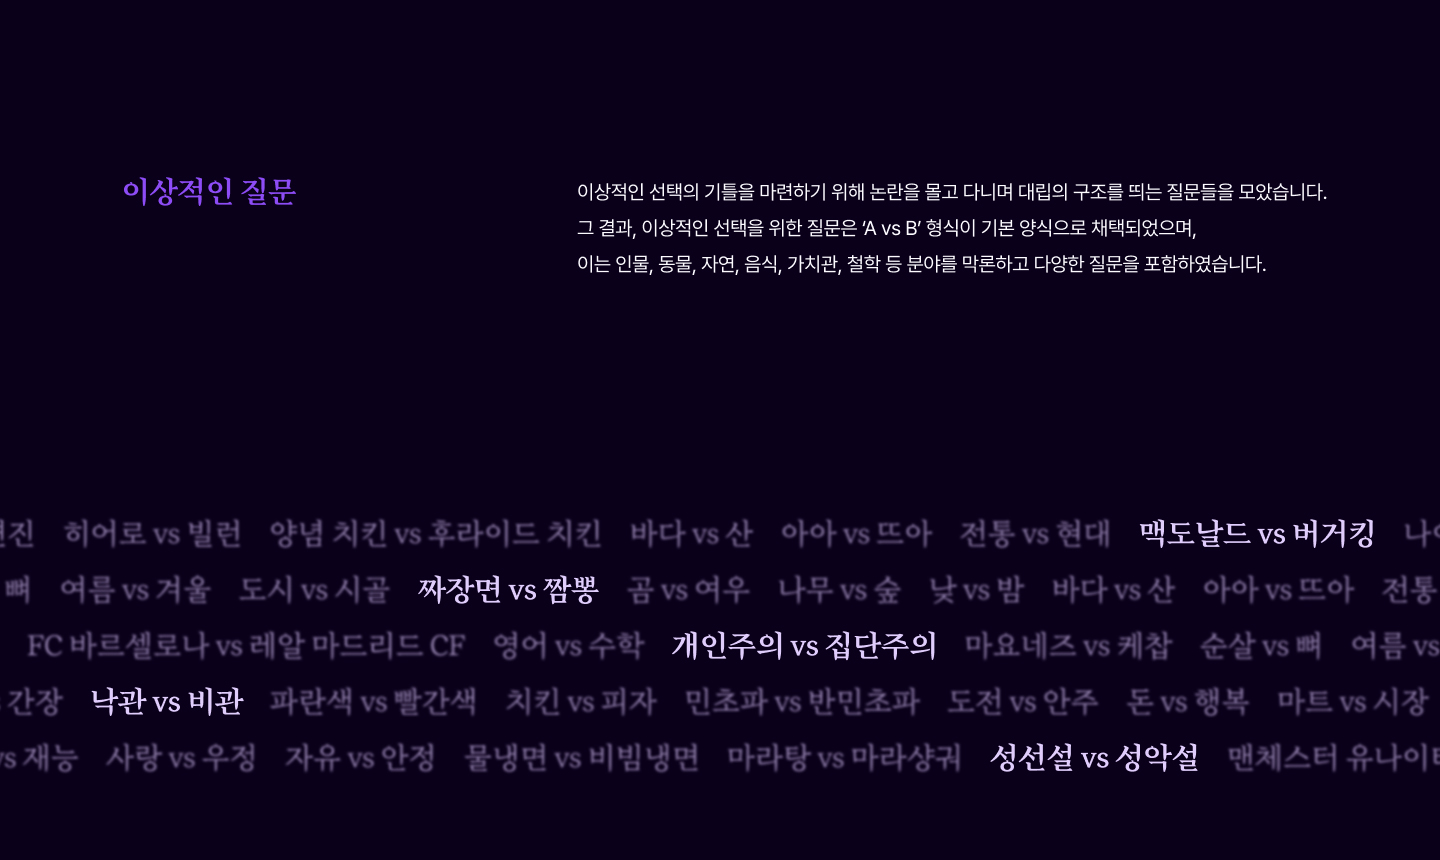 이상적인 질문
이상적인 선택의 기틀을 마련하기 위해 논란을 몰고 다니며 대립의 구조를 띄는 질문들을 모았습니다.
그 결과, 이상적인 선택을 위한 질문은 ‘A vs B’ 형식이 기본 양식으로 채택되었으며,
이는 인물, 동물, 자연, 음식, 가치관, 철학 등 분야를 막론하고 다양한 질문을 포함하였습니다.
히어로 vs 빌런 양념 치킨 vs 후라이드 치킨 바다 vs 산 아아 vs 뜨아 전통 vs 현대 맥도날드 vs 버거킹
뼈 여름 vs 겨울 도시 vs 시골 짜장면 vs 짬뽕 곰 vs 여우 나무 vs 숲 낮 vs 밤 바다 vs 산 아아 vs 뜨아 전통
FC 바르셀로나 vs 레알 마드리드 CF 영어 vs 수학 개인주의 vs 집단주의 마요네즈 vs 케찹 순살 vs 뼈 여름 vs
간장 낙관 vs 비관 파란색 vs 빨간색 치킨 vs 피자 민초파 vs 반민초파 도전 vs 안주 돈 vs 행복 마트 vs 시장
vs 재능 사랑 vs 우정 자유 vs 안정 물냉면 vs 비빔냉면 마라탕 vs 마라샹궈 성선설 vs 성악설 맨체스터 유나이